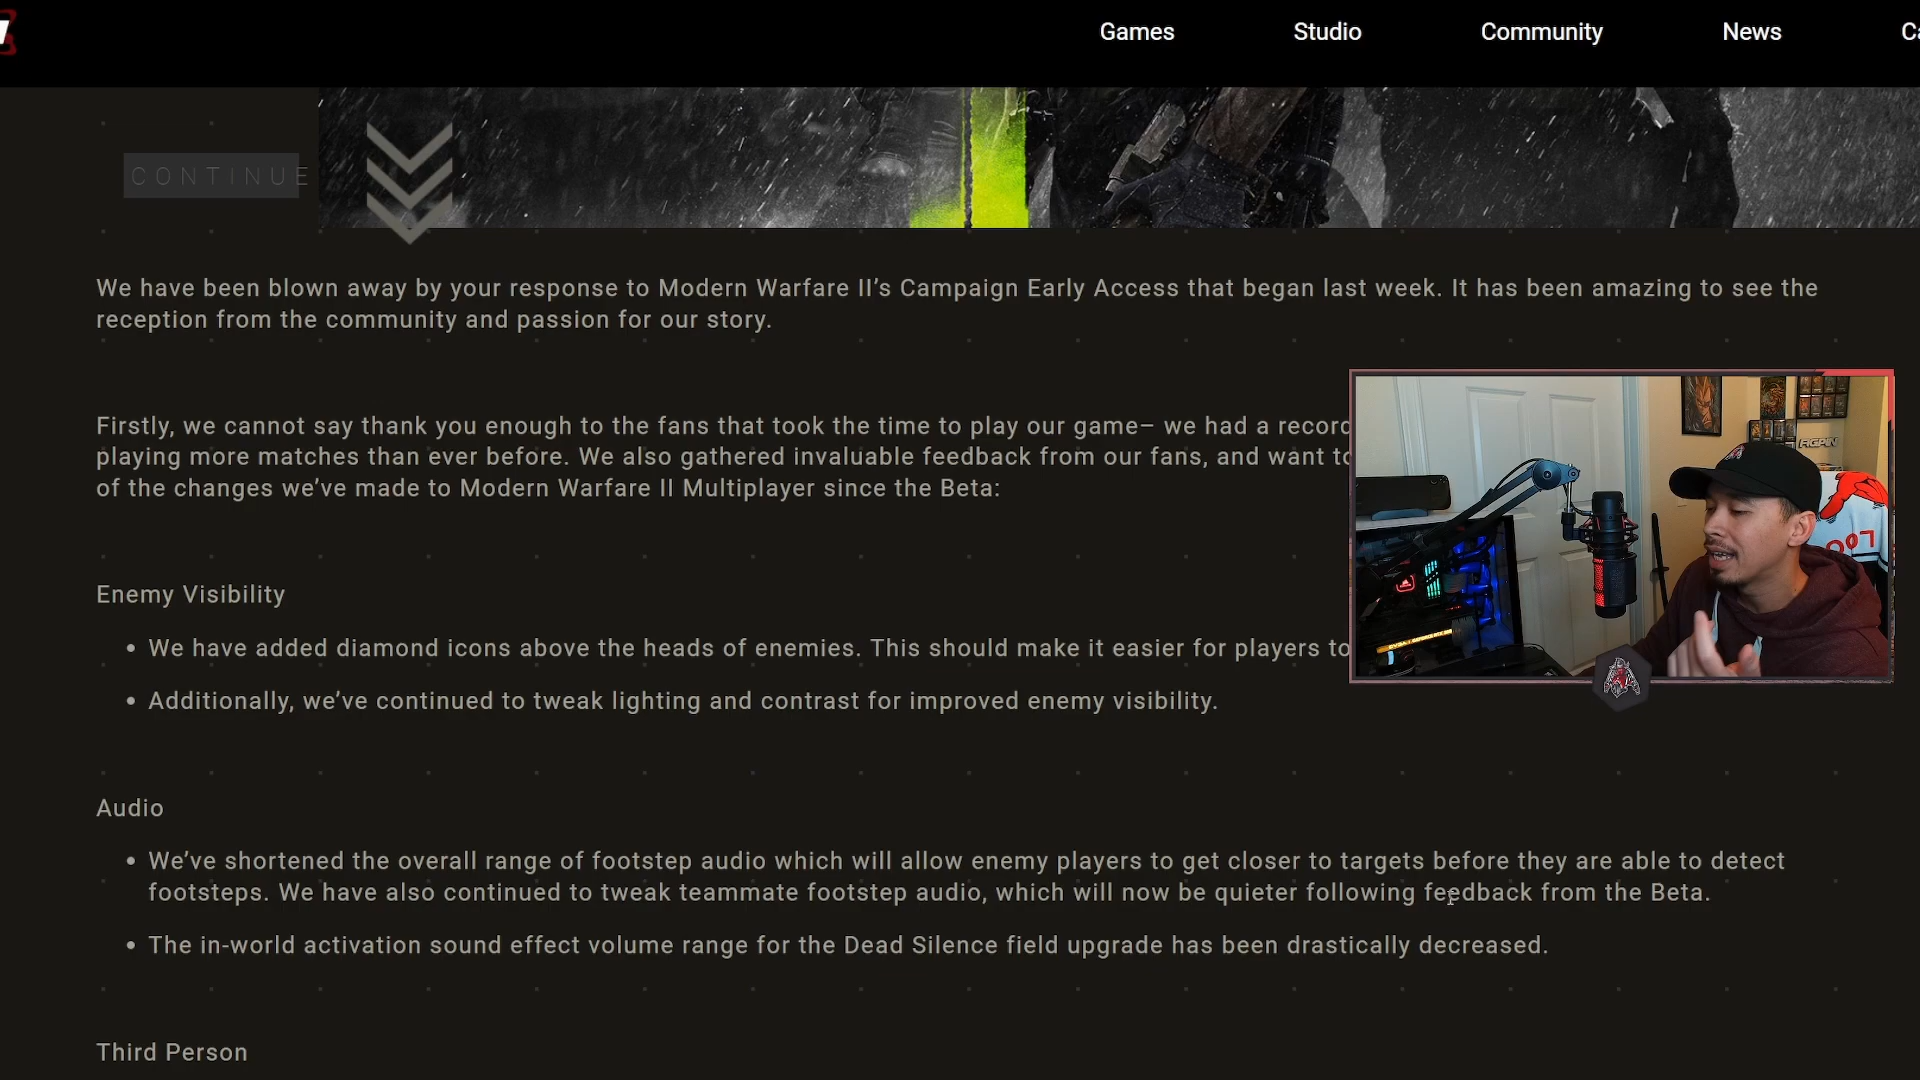 Games Studio Community News
CONTINUE
We have been blown away by your response to Modern Warfare II’s Campaign Early Access that began last week. It has been amazing to see the
reception from the community and passion for our story.
Firstly, we cannot say thank you enough to the fans that took the time to play our game– we had a record
playing more matches than ever before. We also gathered invaluable feedback from our fans, and want to
of the changes we’ve made to Modern Warfare II Multiplayer since the Beta:
Enemy Visibility
• We have added diamond icons above the heads of enemies. This should make it easier for players to
• Additionally, we’ve continued to tweak lighting and contrast for improved enemy visibility.
Audio
• We’ve shortened the overall range of footstep audio which will allow enemy players to get closer to targets before they are able to detect
footsteps. We have also continued to tweak teammate footstep audio, which will now be quieter following feedback from the Beta.
• The in-world activation sound effect volume range for the Dead Silence field upgrade has been drastically decreased.
Third Person
FiGPiN